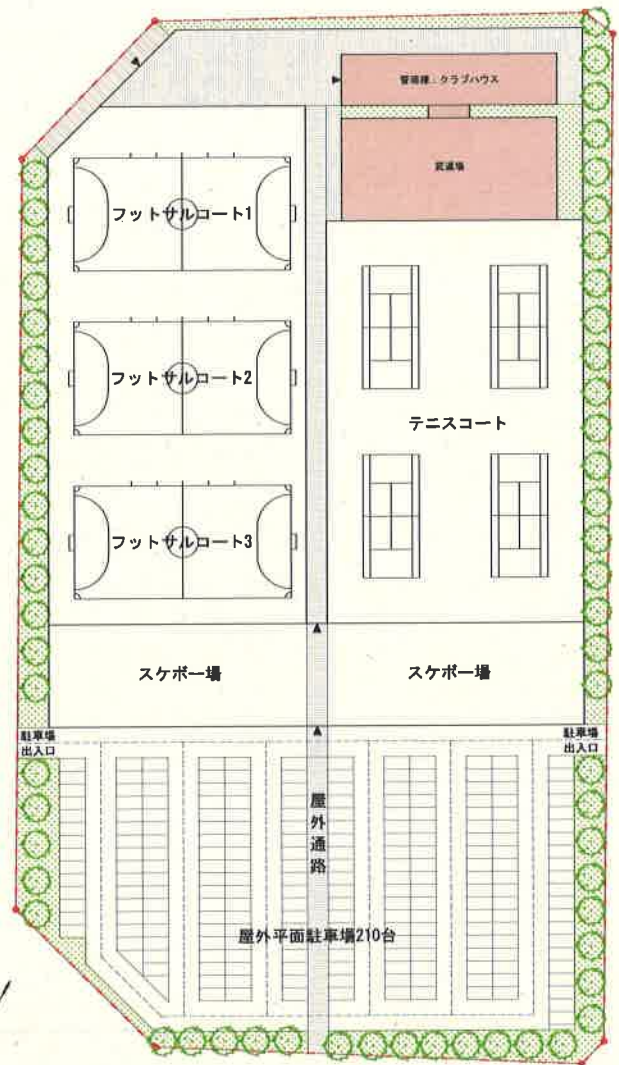 管理棟:クラブハウス
武道場
フットサルコート1
フットサルコート2
テニスコート
フットサルコート3
スケボー場
スケボー場
駐車場
出入口
駐車場
出入口
屋外通路
屋外平面駐車場210台